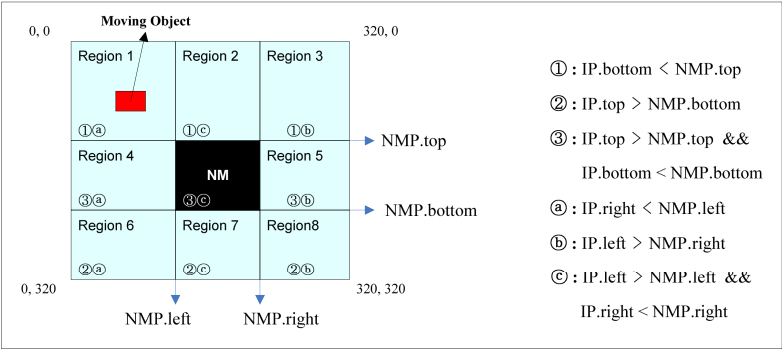 Moving Object
0, 0
320, 0
Region 1
Region 2
Region 3
①ⓐ
①ⓒ
①ⓑ
NMP.top
Region 4
NM
Region 5
③ⓐ
③ⓒ
③ⓑ
NMP.bottom
Region 6
Region 7
Region8
②ⓐ
②ⓒ
②ⓑ
0, 320
320, 320
NMP.left
NMP.right
① : IP.bottom < NMP.top
② : IP.top > NMP.bottom
③ : IP.top > NMP.top &&
IP.bottom < NMP.bottom
ⓐ : IP.right < NMP.left
ⓑ : IP.left > NMP.right
ⓒ : IP.left > NMP.left &&
IP.right < NMP.right